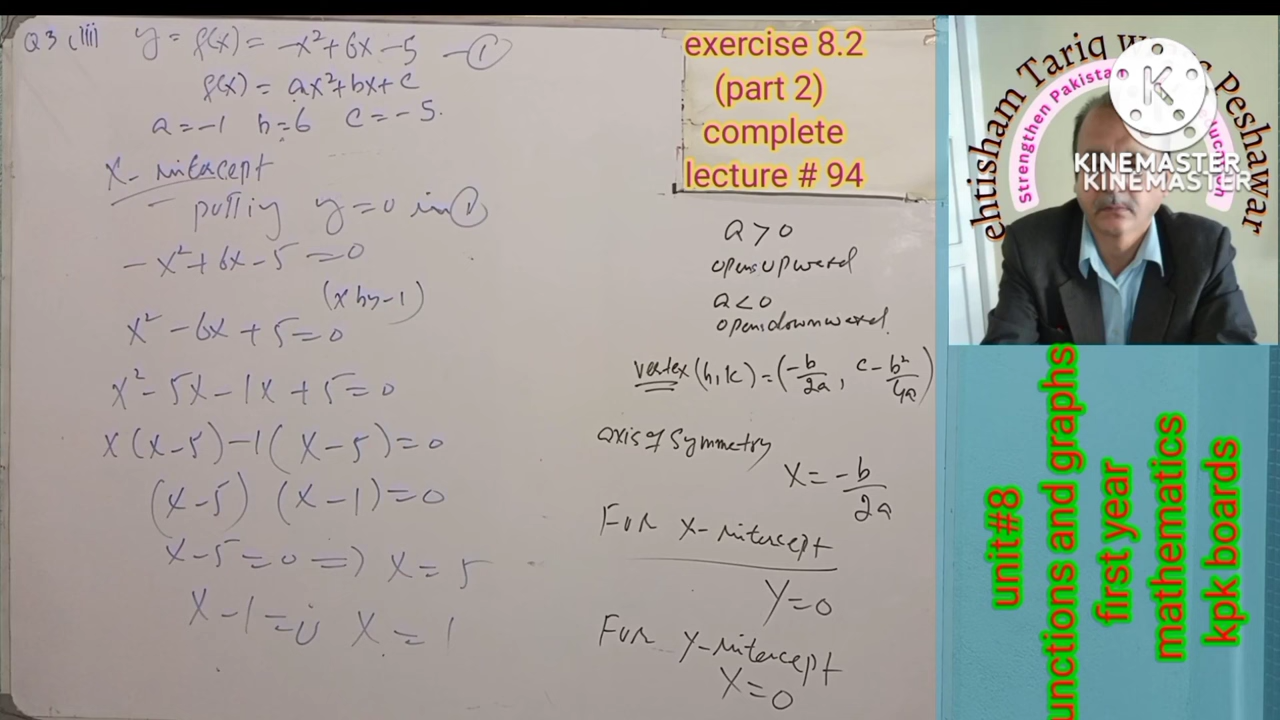 Q3 (iii) y = f(x) = -x²+6x-5 -①
f(x) = ax²+bx+c
a=-1 b=6 c=-5.
X-intercept
putting y=0 in ①
-x²+6x-5=0
(x by -1)
x²-6x+5=0
x²-5x-1x+5=0
x(x-5)-1(x-5)=0
(x-5) (x-1)=0
x-5=0 => x=5
x-1=0 x=1
exercise 8.2
(part 2)
complete
lecture # 94
a>0
opens upward
a<0
opens downward
vertex (h,k)=(-b/2a, c-b²/4a)
axis of symmetry
x=-b/2a
For x-intercept
Y=0
For y-intercept
X=0
ehtisham Tariq
Peshawar
Strengthen Pakistan
KINEMASTER
KINEMASTER
unit#8
unctions and graphs
first year
mathematics
kpk boards